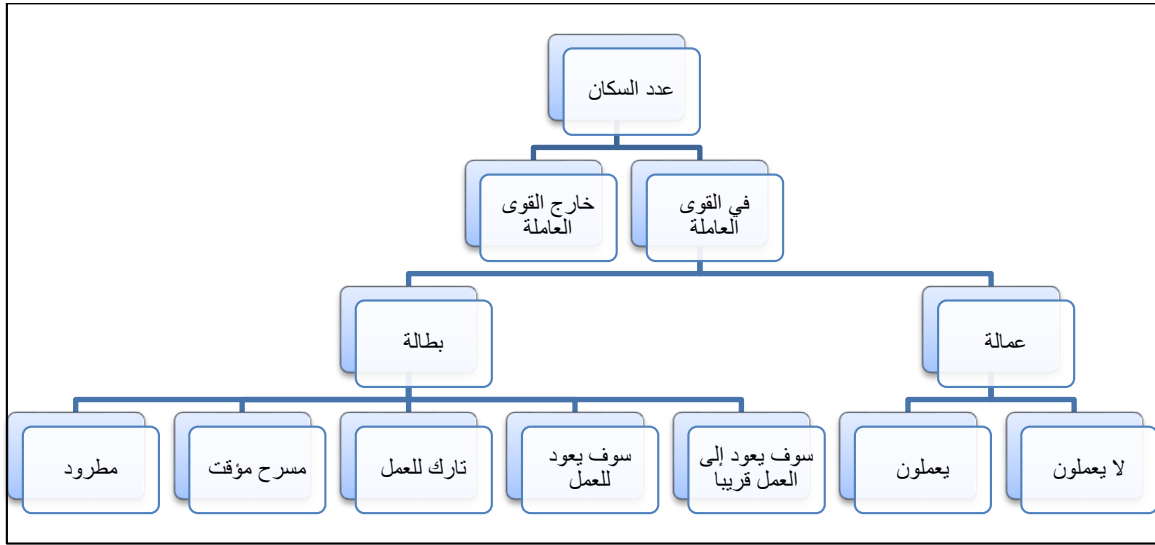 عدد السكان
في القوى
العاملة
خارج القوى
العاملة
عمالة
بطالة
لا يعملون
يعملون
سوف يعود إلى
العمل قريبا
سوف يعود
للعمل
تارك للعمل
مسرح مؤقت
مطرود